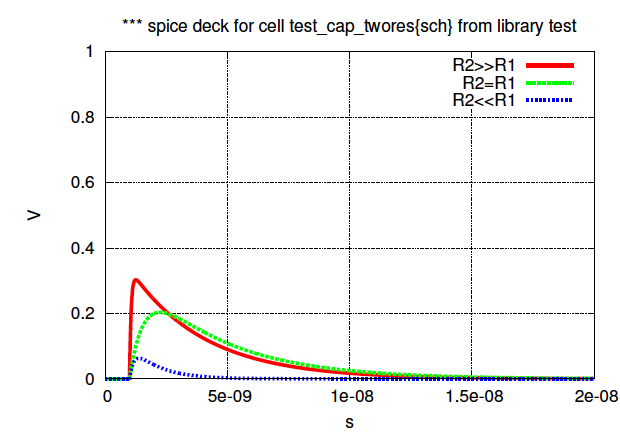 *** spice deck for cell test_cap_twores{sch} from library test
1
R2>>R1
R2=R1
R2<<R1
0.8
0.6
V
0.4
0.2
0
0 5e-09 1e-08 1.5e-08 2e-08
s